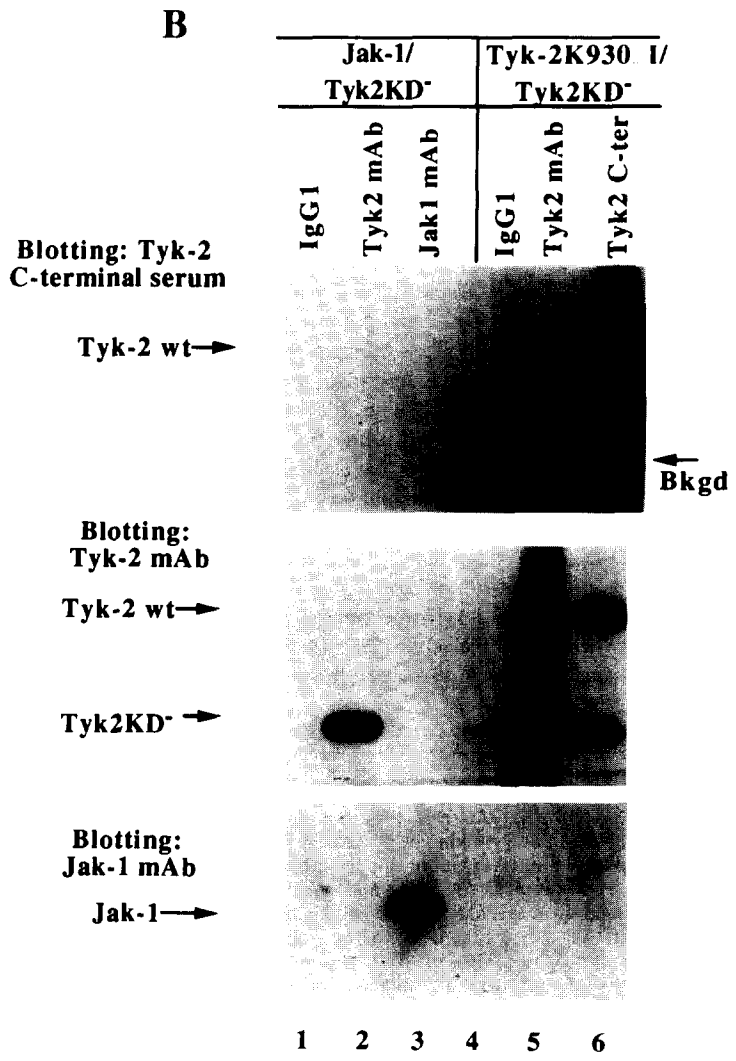 B
Jak-1/
Tyk2KD-
Tyk-2K930 I/
Tyk2KD-
IgG1
Tyk2 mAb
Jak1 mAb
IgG1
Tyk2 mAb
Tyk2 C-ter
Blotting: Tyk-2
C-terminal serum
Tyk-2 wt
Bkgd
Blotting:
Tyk-2 mAb
Tyk-2 wt
Tyk2KD-
Blotting:
Jak-1 mAb
Jak-1
1 2 3 4 5 6